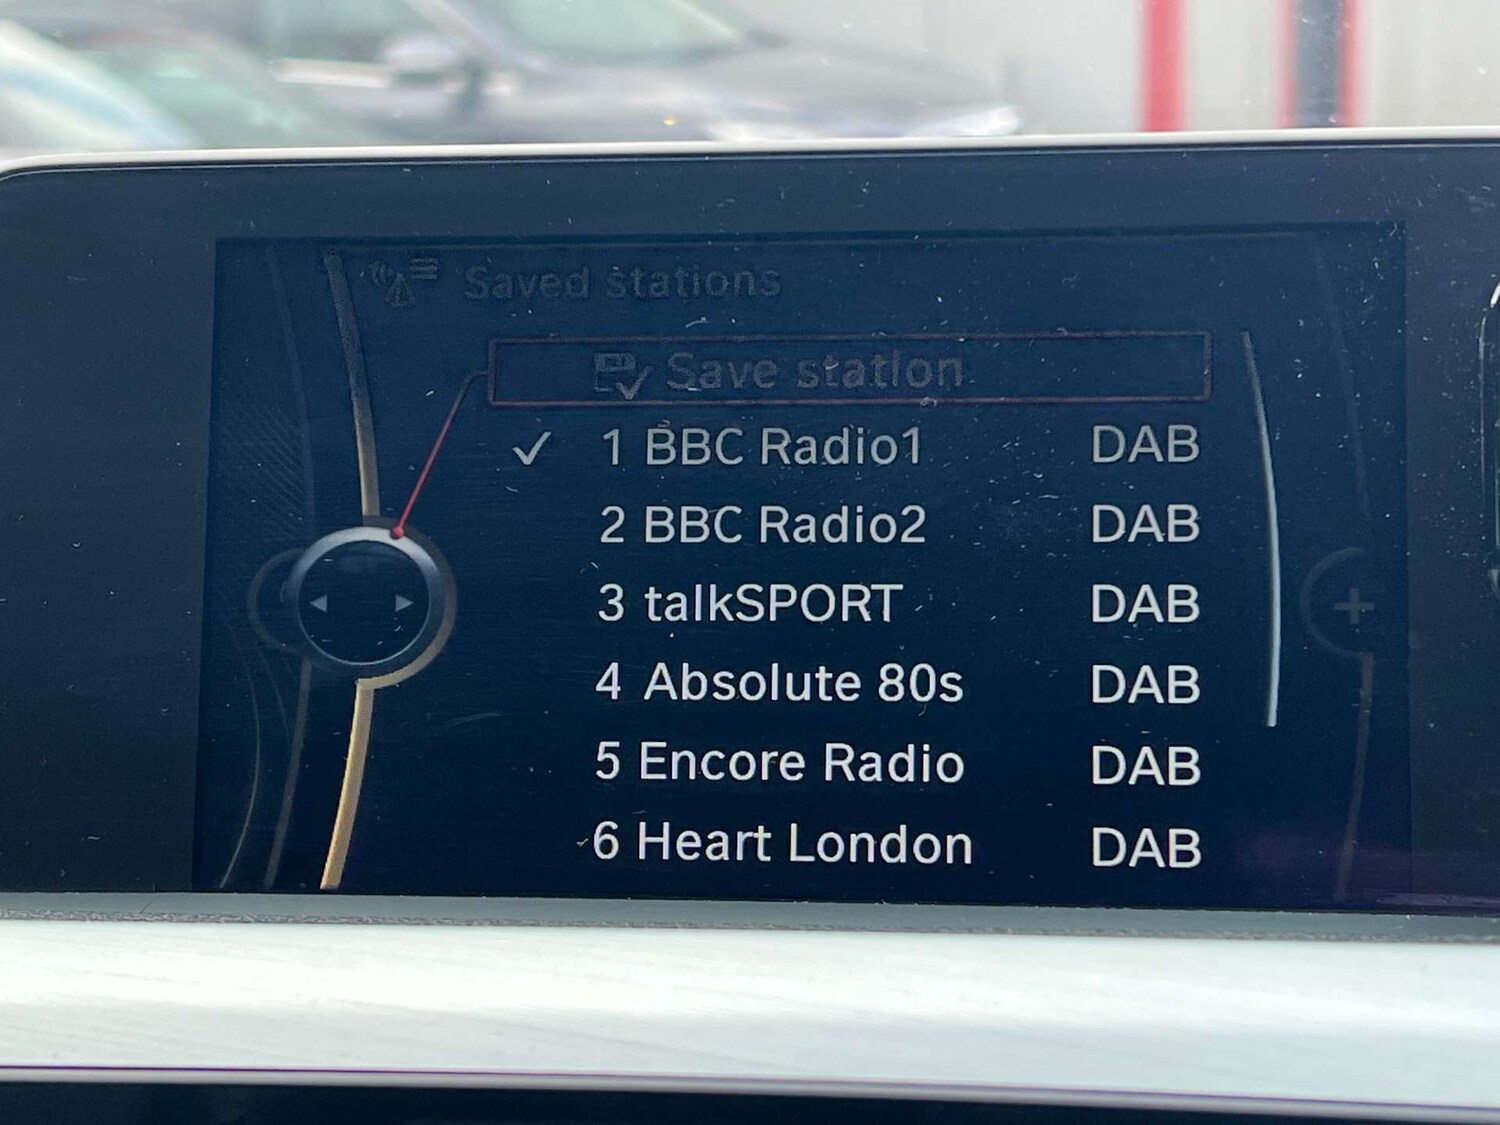 Saved stations
Save station
✓ 1 BBC Radio1 DAB
2 BBC Radio2 DAB
3 talkSPORT DAB
4 Absolute 80s DAB
5 Encore Radio DAB
6 Heart London DAB